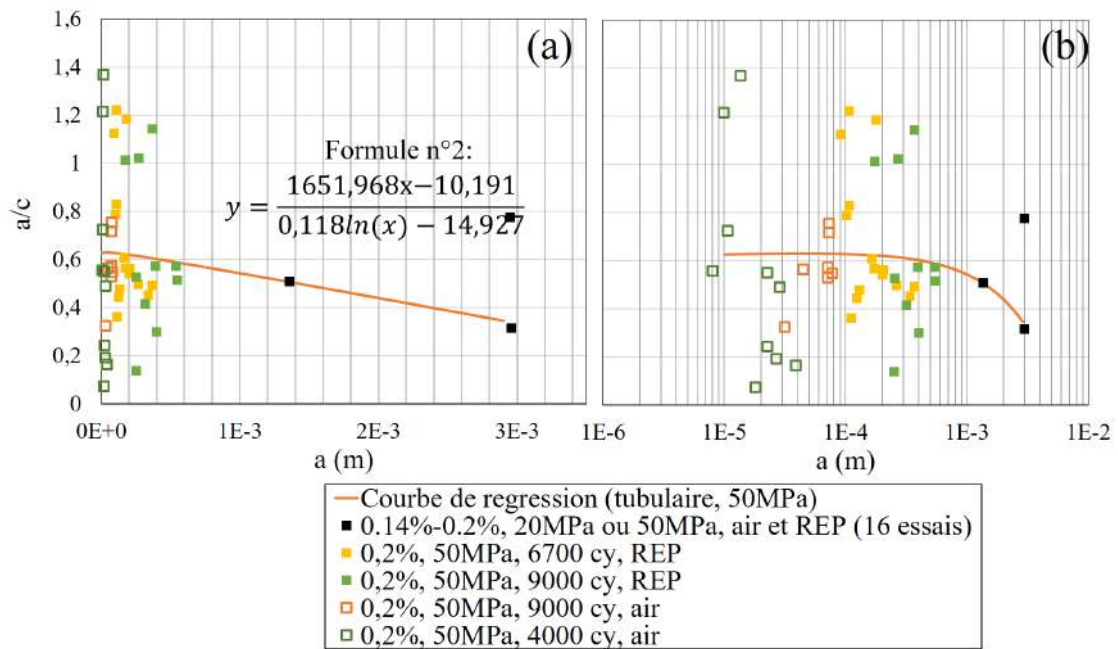 1,6
(a)
(b)
1,4
1,2
1
0,8
0,6
0,4
0,2
0
a/c
Formule n°2:
y = 1651,968x−10,191
0,118ln(x) − 14,927
0E+0
1E-3
2E-3
3E-3
a (m)
1E-6
1E-5
1E-4
1E-3
1E-2
a (m)
Courbe de regression (tubulaire, 50MPa)
0.14%-0.2%, 20MPa ou 50MPa, air et REP (16 essais)
0,2%, 50MPa, 6700 cy, REP
0,2%, 50MPa, 9000 cy, REP
0,2%, 50MPa, 9000 cy, air
0,2%, 50MPa, 4000 cy, air